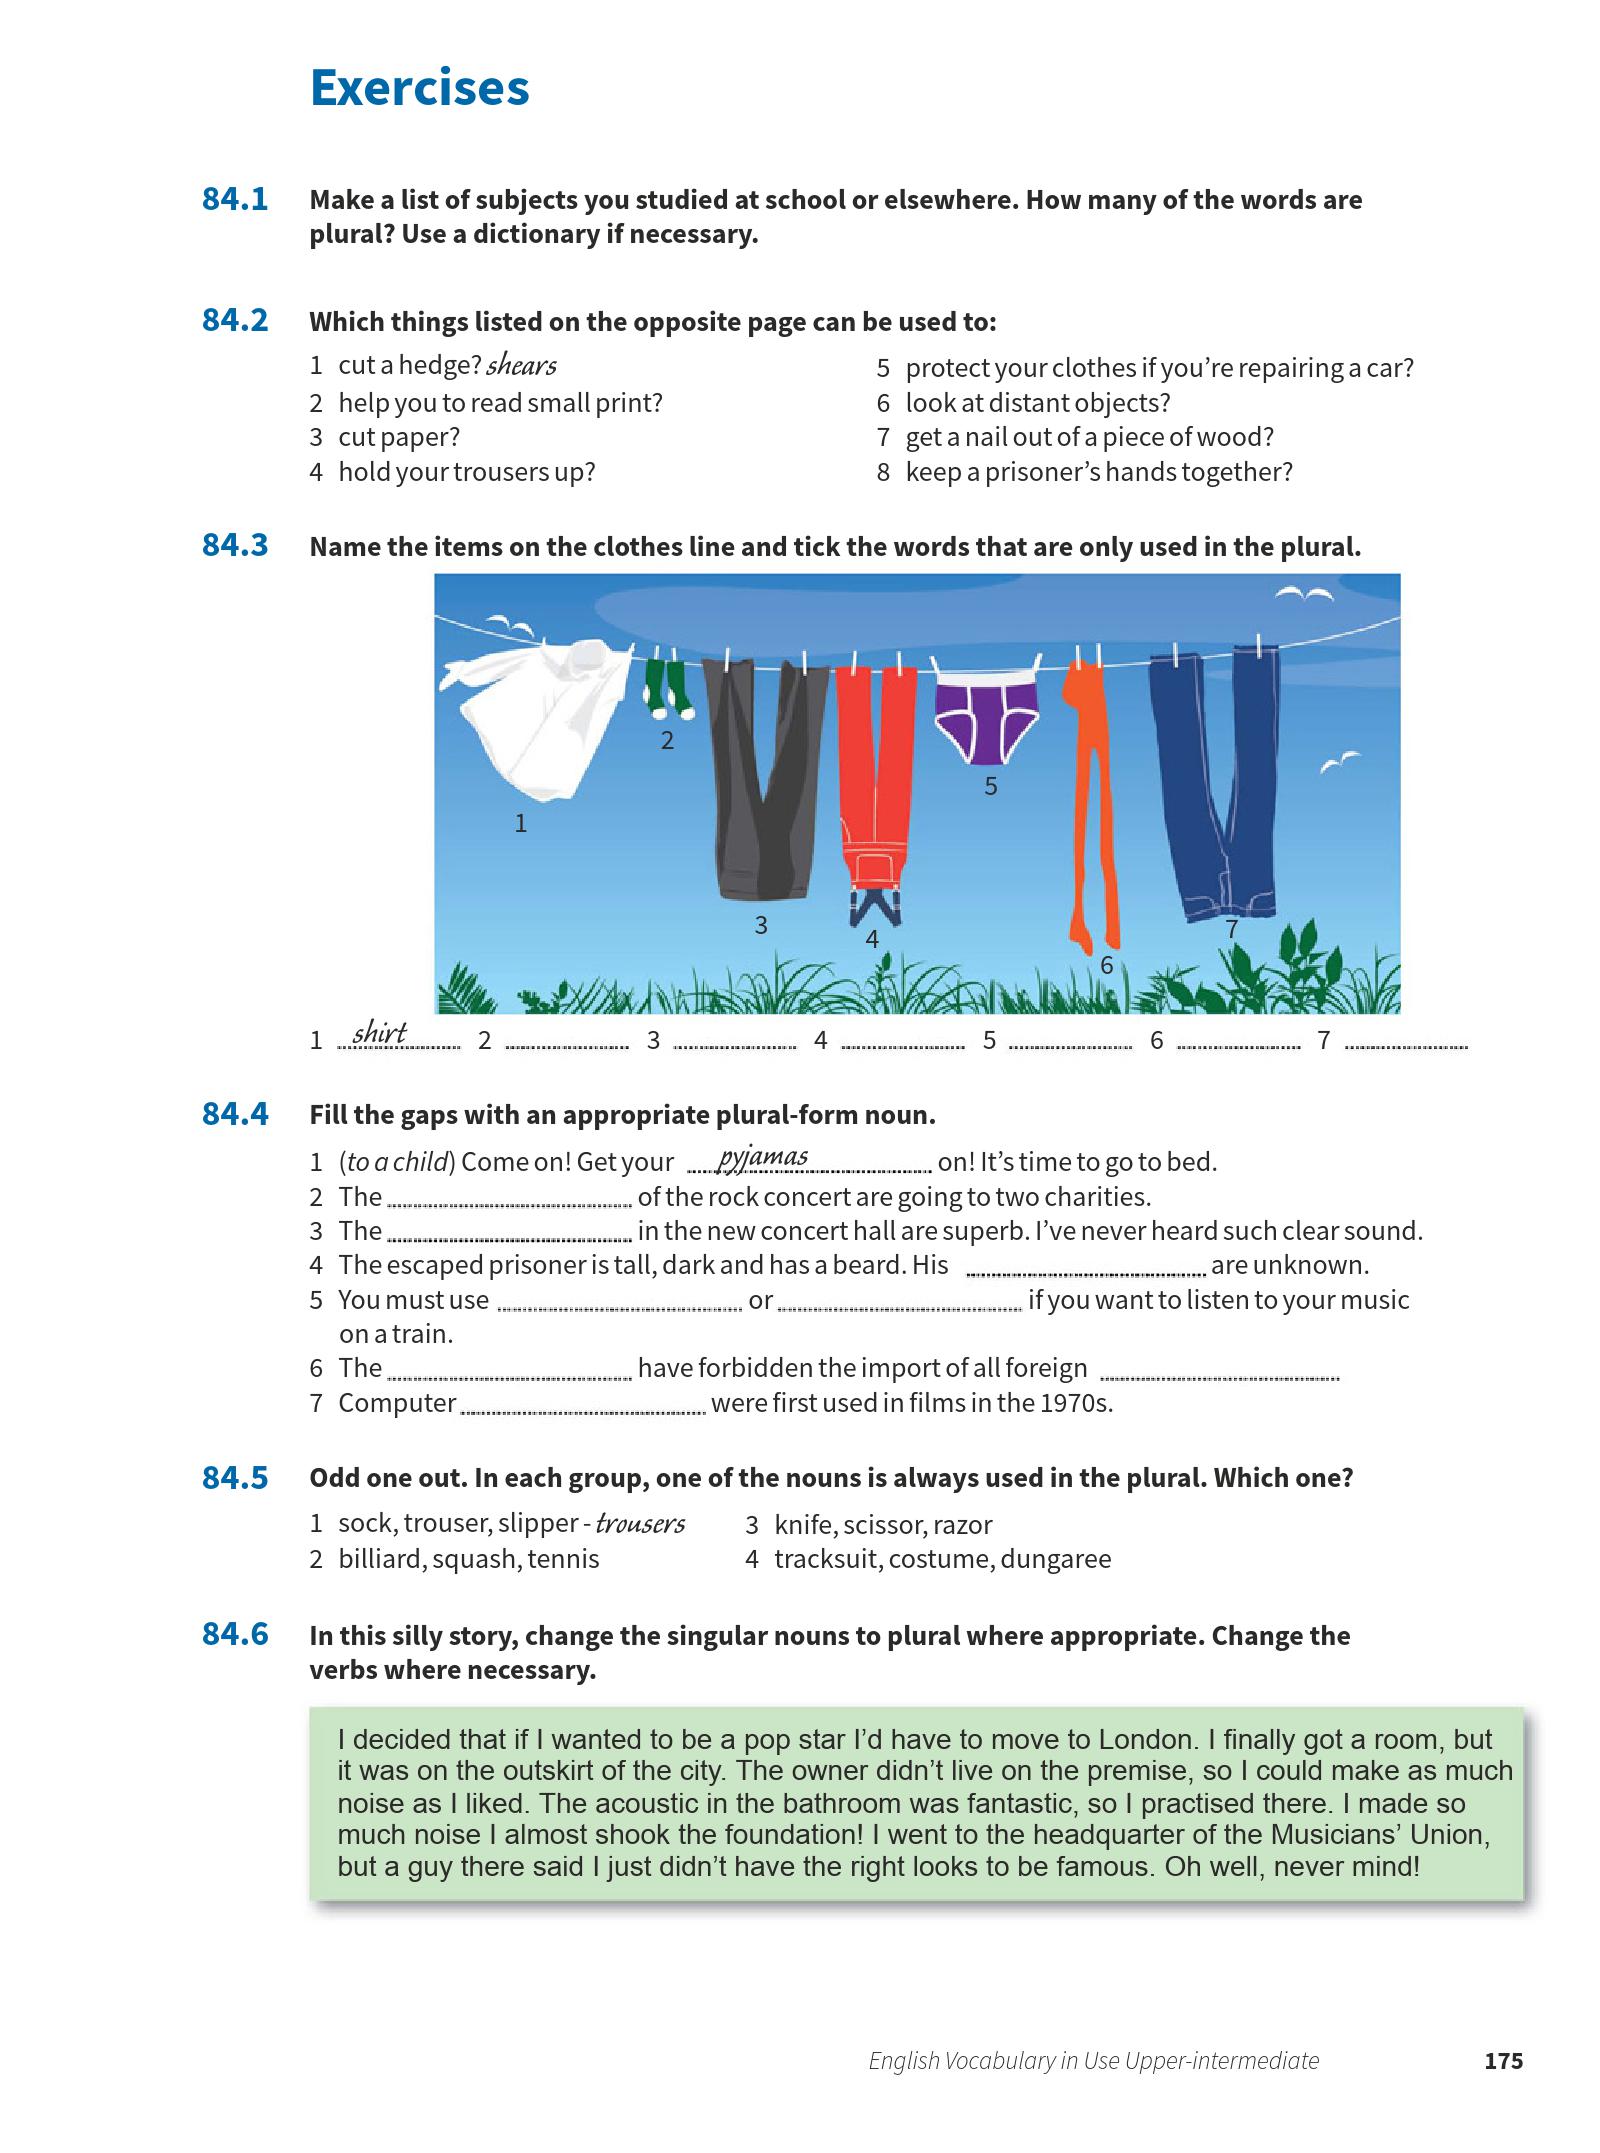 Exercises
84.1 Make a list of subjects you studied at school or elsewhere. How many of the words are
plural? Use a dictionary if necessary.
84.2 Which things listed on the opposite page can be used to:
1 cut a hedge? shears
2 help you to read small print?
3 cut paper?
4 hold your trousers up?
5 protect your clothes if you’re repairing a car?
6 look at distant objects?
7 get a nail out of a piece of wood?
8 keep a prisoner’s hands together?
84.3 Name the items on the clothes line and tick the words that are only used in the plural.
1
2
3
4
5
6
7
1 shirt 2 ............ 3 ............ 4 ............ 5 ............ 6 ............ 7 ............
84.4 Fill the gaps with an appropriate plural-form noun.
1 (to a child) Come on! Get your pyjamas on! It’s time to go to bed.
2 The ............ of the rock concert are going to two charities.
3 The ............ in the new concert hall are superb. I’ve never heard such clear sound.
4 The escaped prisoner is tall, dark and has a beard. His ............ are unknown.
5 You must use ............ or ............ if you want to listen to your music
on a train.
6 The ............ have forbidden the import of all foreign ............
7 Computer ............ were first used in films in the 1970s.
84.5 Odd one out. In each group, one of the nouns is always used in the plural. Which one?
1 sock, trouser, slipper - trousers
2 billiard, squash, tennis
3 knife, scissor, razor
4 tracksuit, costume, dungaree
84.6 In this silly story, change the singular nouns to plural where appropriate. Change the
verbs where necessary.
I decided that if I wanted to be a pop star I’d have to move to London. I finally got a room, but
it was on the outskirt of the city. The owner didn’t live on the premise, so I could make as much
noise as I liked. The acoustic in the bathroom was fantastic, so I practised there. I made so
much noise I almost shook the foundation! I went to the headquarter of the Musicians’ Union,
but a guy there said I just didn’t have the right looks to be famous. Oh well, never mind!
English Vocabulary in Use Upper-intermediate 175